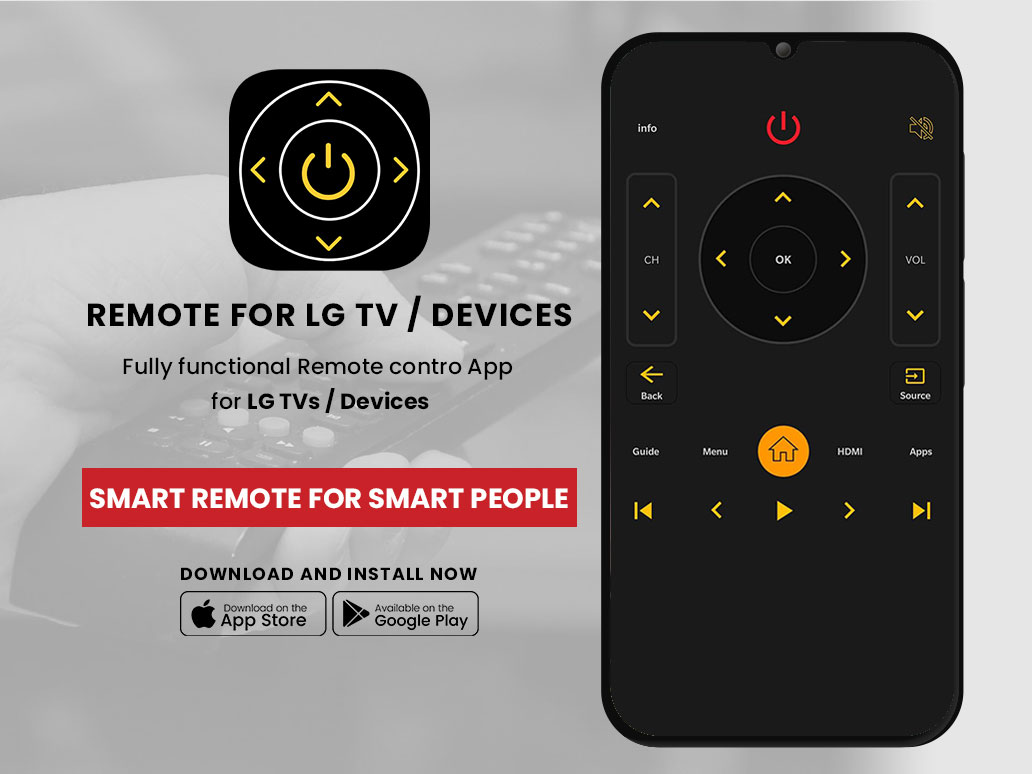 REMOTE FOR LG TV / DEVICES
Fully functional Remote contro App
for LG TVs / Devices
SMART REMOTE FOR SMART PEOPLE
DOWNLOAD AND INSTALL NOW
Download on the
App Store
Available on the
Google Play
info
CH
OK
VOL
Back
Source
Guide
Menu
HDMI
Apps